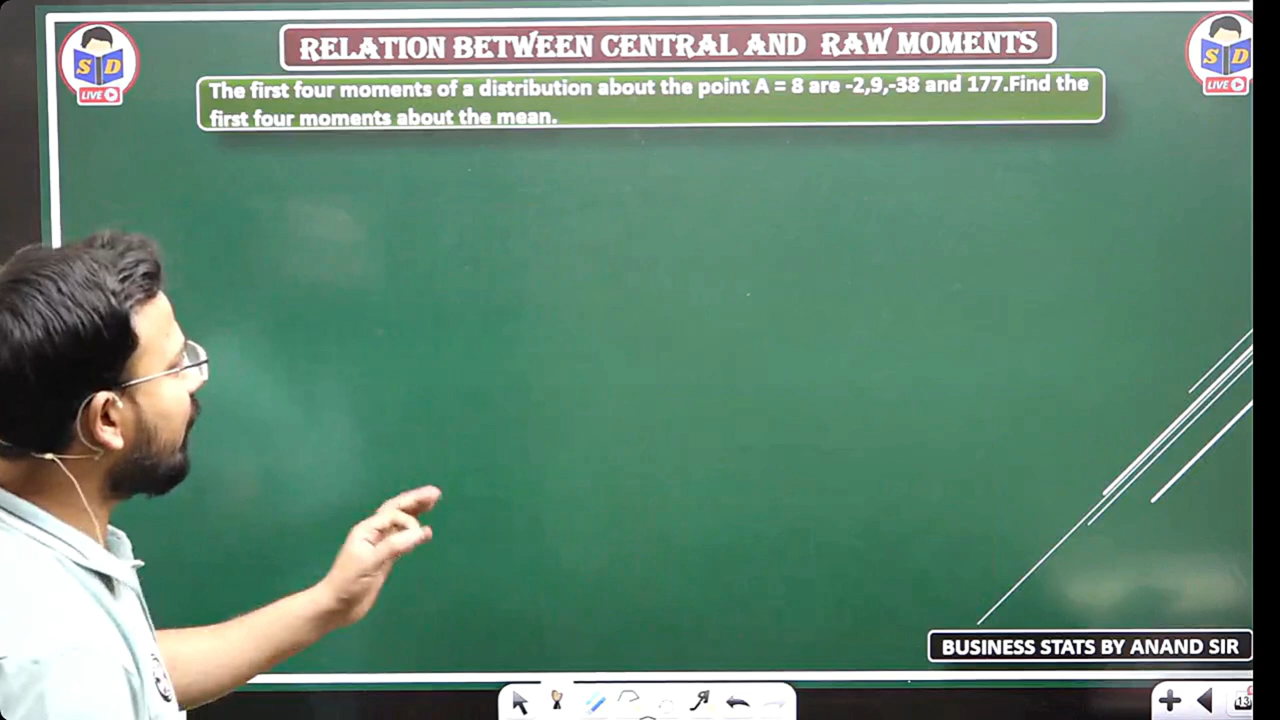 S D
LIVE
RELATION BETWEEN CENTRAL AND RAW MOMENTS
S D
LIVE
The first four moments of a distribution about the point A = 8 are -2,9,-38 and 177.Find the
first four moments about the mean.
BUSINESS STATS BY ANAND SIR
13